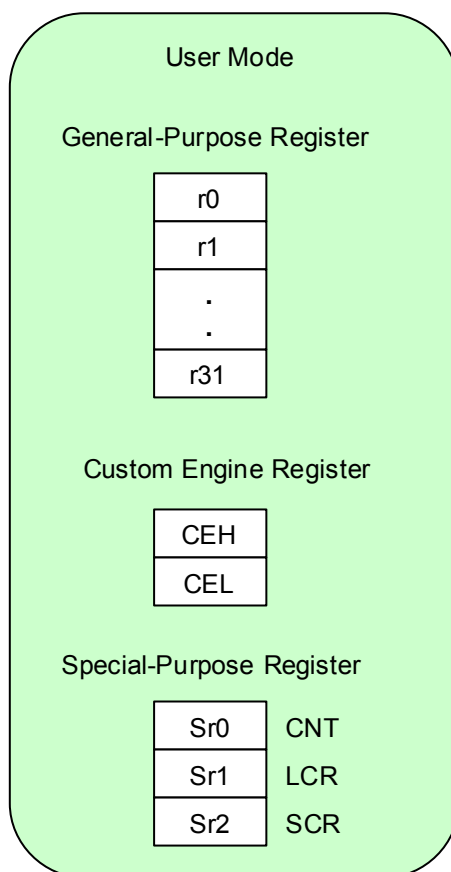 User Mode
General-Purpose Register
r0
r1
.
.
r31
Custom Engine Register
CEH
CEL
Special-Purpose Register
Sr0 CNT
Sr1 LCR
Sr2 SCR